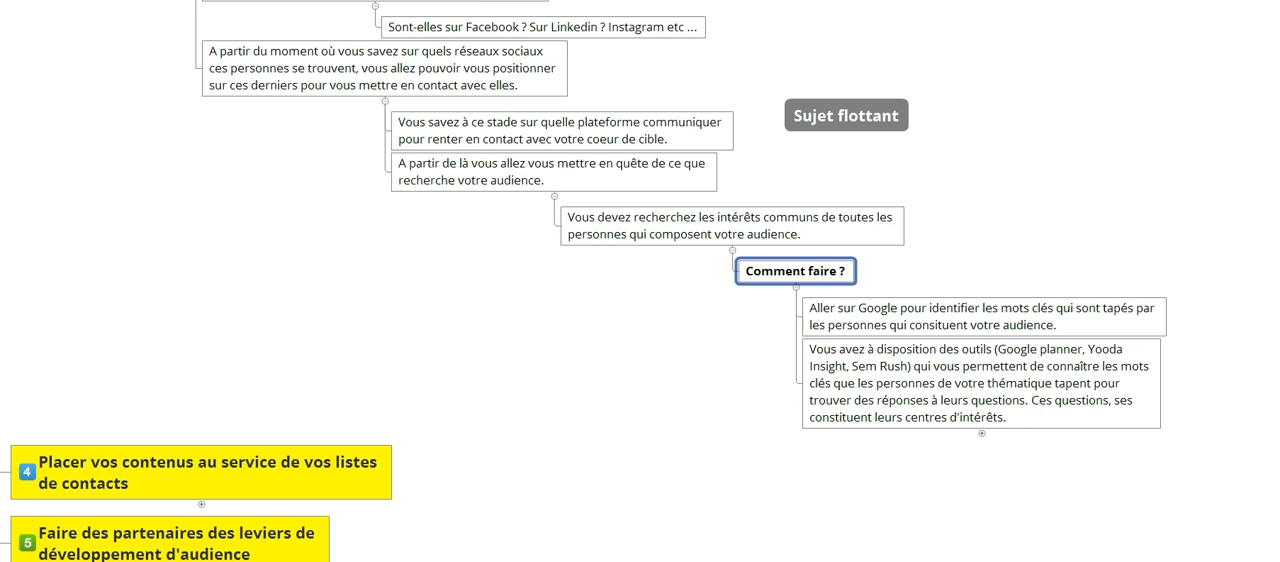 Sont-elles sur Facebook ? Sur Linkedin ? Instagram etc ...
A partir du moment où vous savez sur quels réseaux sociaux
ces personnes se trouvent, vous allez pouvoir vous positionner
sur ces derniers pour vous mettre en contact avec elles.
Sujet flottant
Vous savez à ce stade sur quelle plateforme communiquer
pour renter en contact avec votre coeur de cible.
A partir de là vous allez vous mettre en quête de ce que
recherche votre audience.
Vous devez recherchez les intérêts communs de toutes les
personnes qui composent votre audience.
Comment faire ?
Aller sur Google pour identifier les mots clés qui sont tapés par
les personnes qui consituent votre audience.
Vous avez à disposition des outils (Google planner, Yooda
Insight, Sem Rush) qui vous permettent de connaître les mots
clés que les personnes de votre thématique tapent pour
trouver des réponses à leurs questions. Ces questions, ses
constituent leurs centres d'intérêts.
4 Placer vos contenus au service de vos listes
de contacts
5 Faire des partenaires des leviers de
développement d'audience